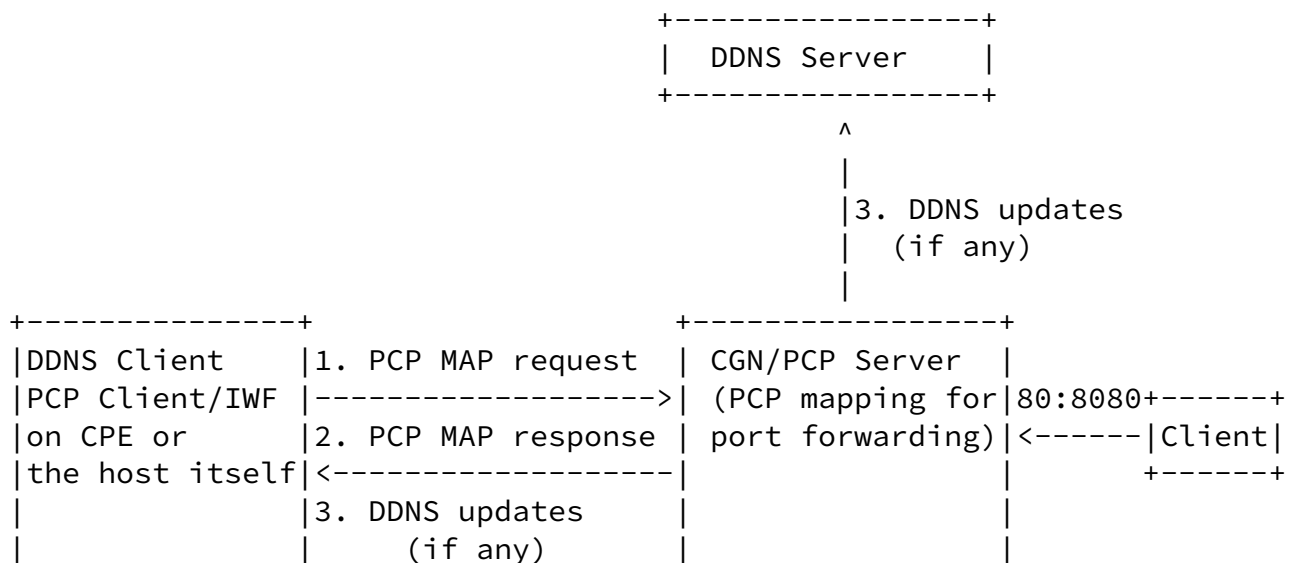 +-----------------+
|  DDNS Server    |
+-----------------+
^
|
|3. DDNS updates
|  (if any)
|
+---------------+                    +-----------------+
|DDNS Client    |1. PCP MAP request  | CGN/PCP Server  |
|PCP Client/IWF |------------------->| (PCP mapping for|80:8080+------+
|on CPE or      |2. PCP MAP response | port forwarding)|<------|Client|
|the host itself|<-------------------|                 |       +------+
|               |3. DDNS updates     |                 |
|               |     (if any)       |                 |